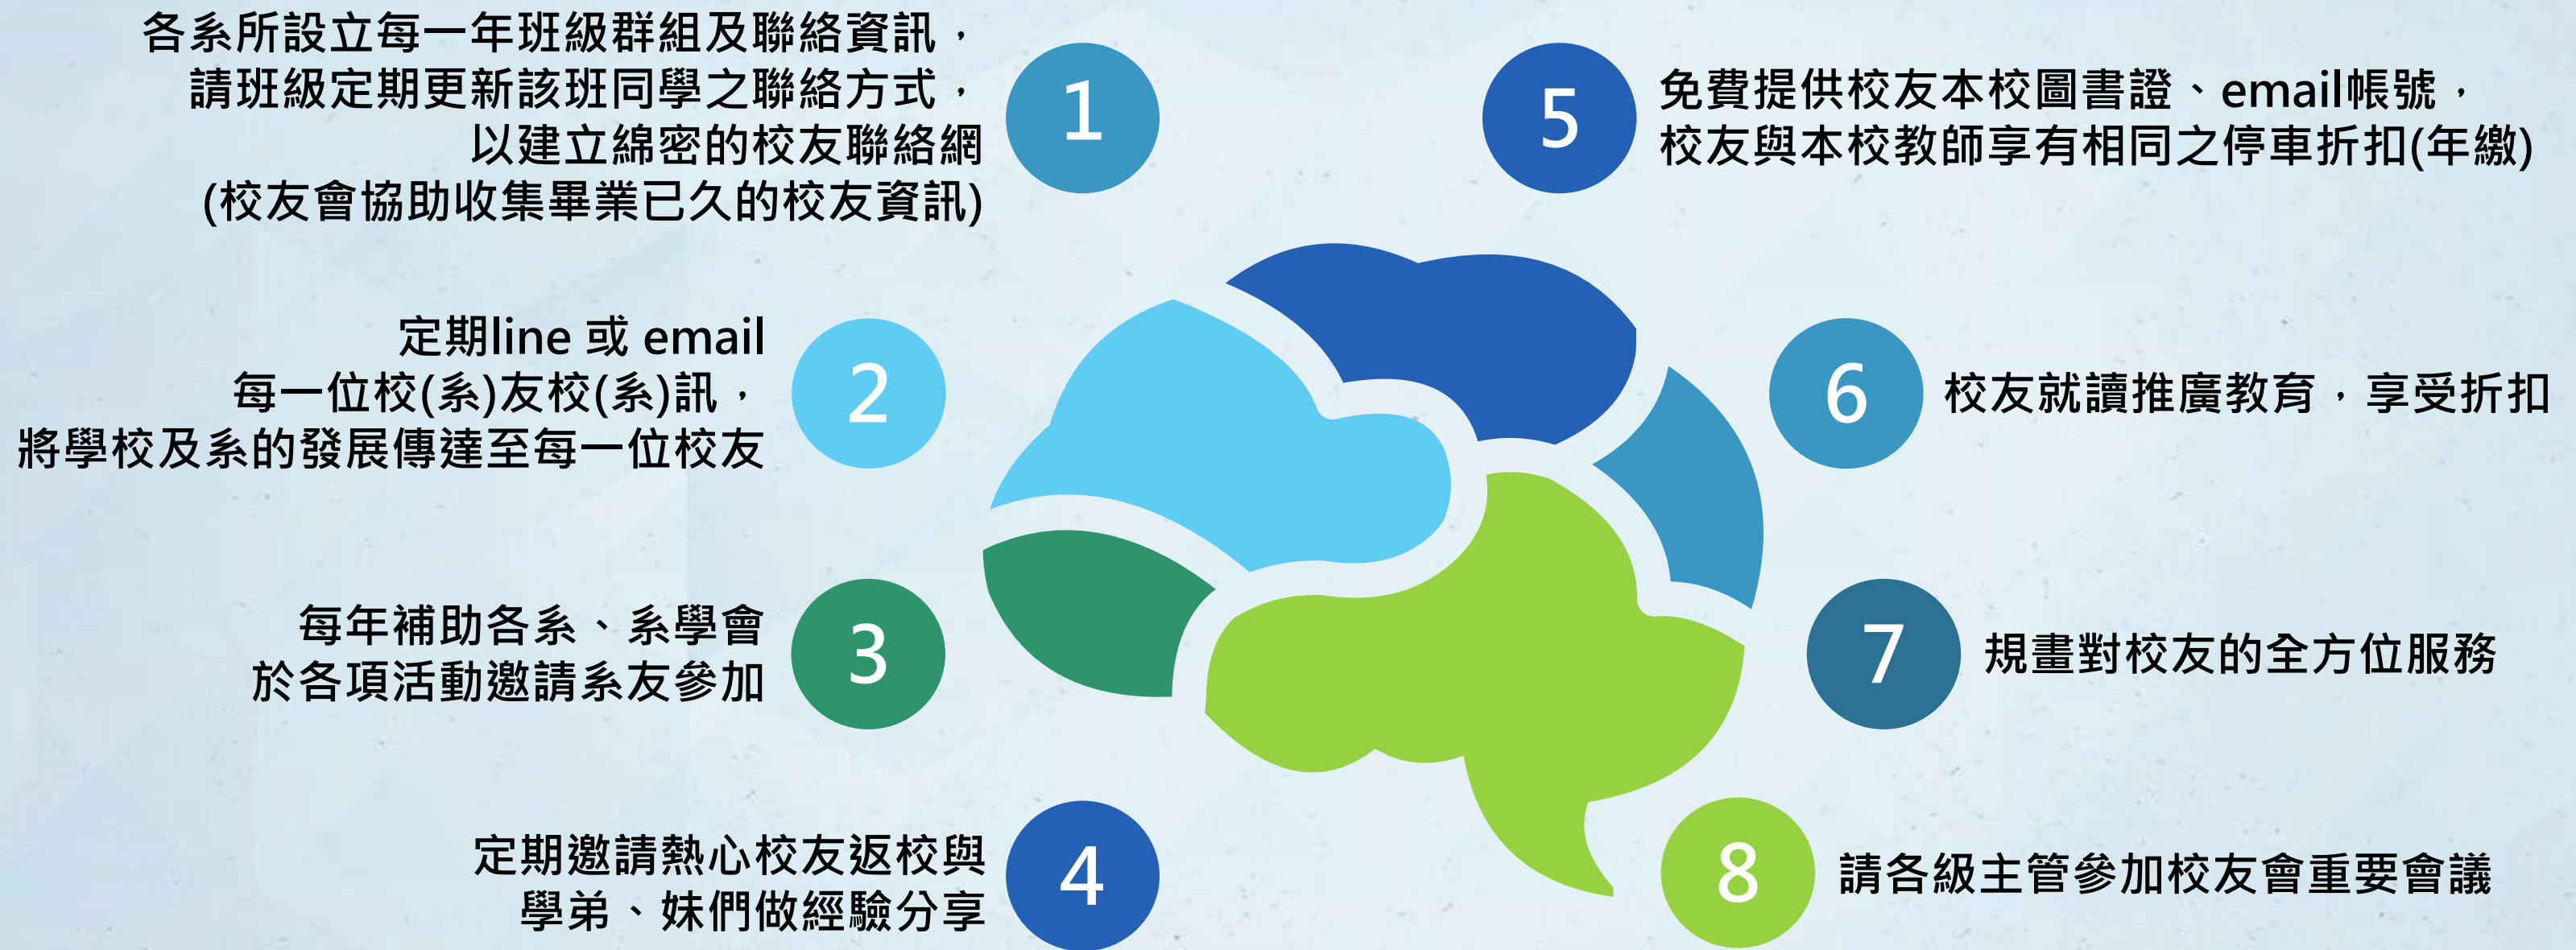 各系所設立每一年班級群組及聯絡資訊，
請班級定期更新該班同學之聯絡方式，
以建立綿密的校友聯絡網
(校友會協助收集畢業已久的校友資訊)
1
定期line 或 email
每一位校(系)友校(系)訊，
將學校及系的發展傳達至每一位校友
2
每年補助各系、系學會
於各項活動邀請系友參加
3
定期邀請熱心校友返校與
學弟、妹們做經驗分享
4
5
免費提供校友本校圖書證、email帳號，
校友與本校教師享有相同之停車折扣(年繳)
6
校友就讀推廣教育，享受折扣
7
規畫對校友的全方位服務
8
請各級主管參加校友會重要會議